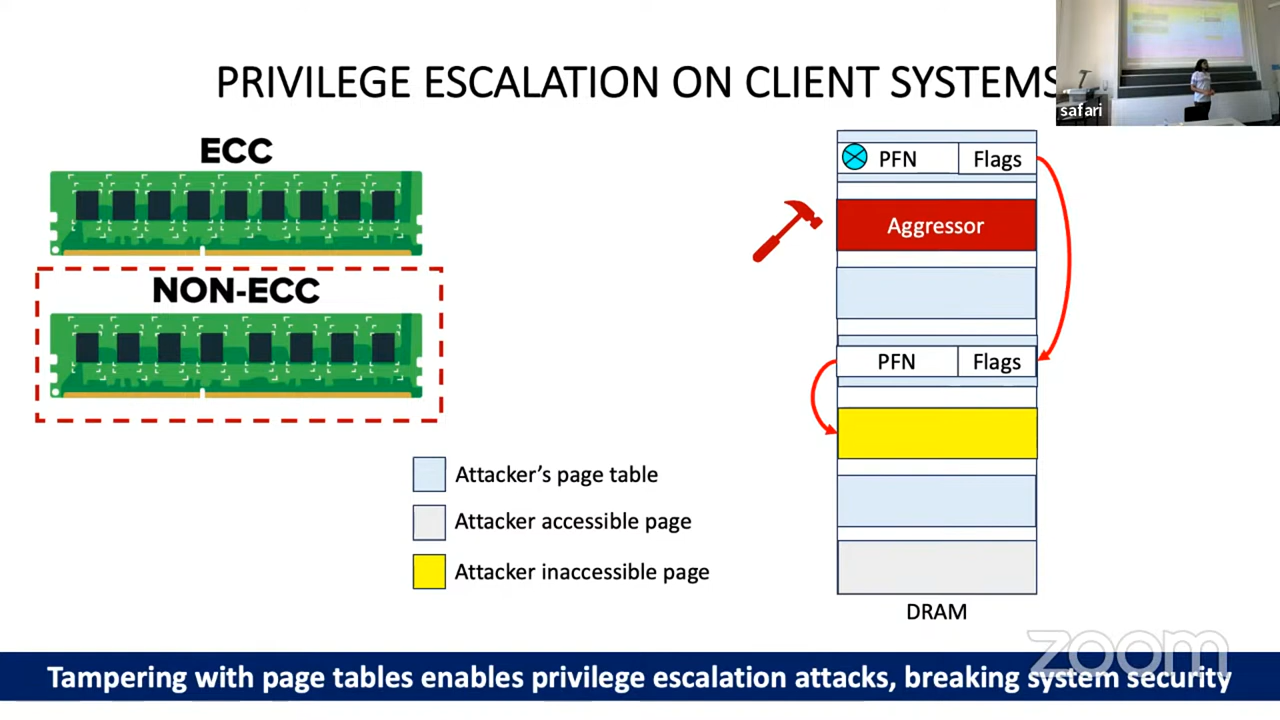 PRIVILEGE ESCALATION ON CLIENT SYSTEMS
safari
ECC
NON-ECC
PFN Flags
Aggressor
PFN Flags
Attacker's page table
Attacker accessible page
Attacker inaccessible page
DRAM
zoom
Tampering with page tables enables privilege escalation attacks, breaking system security